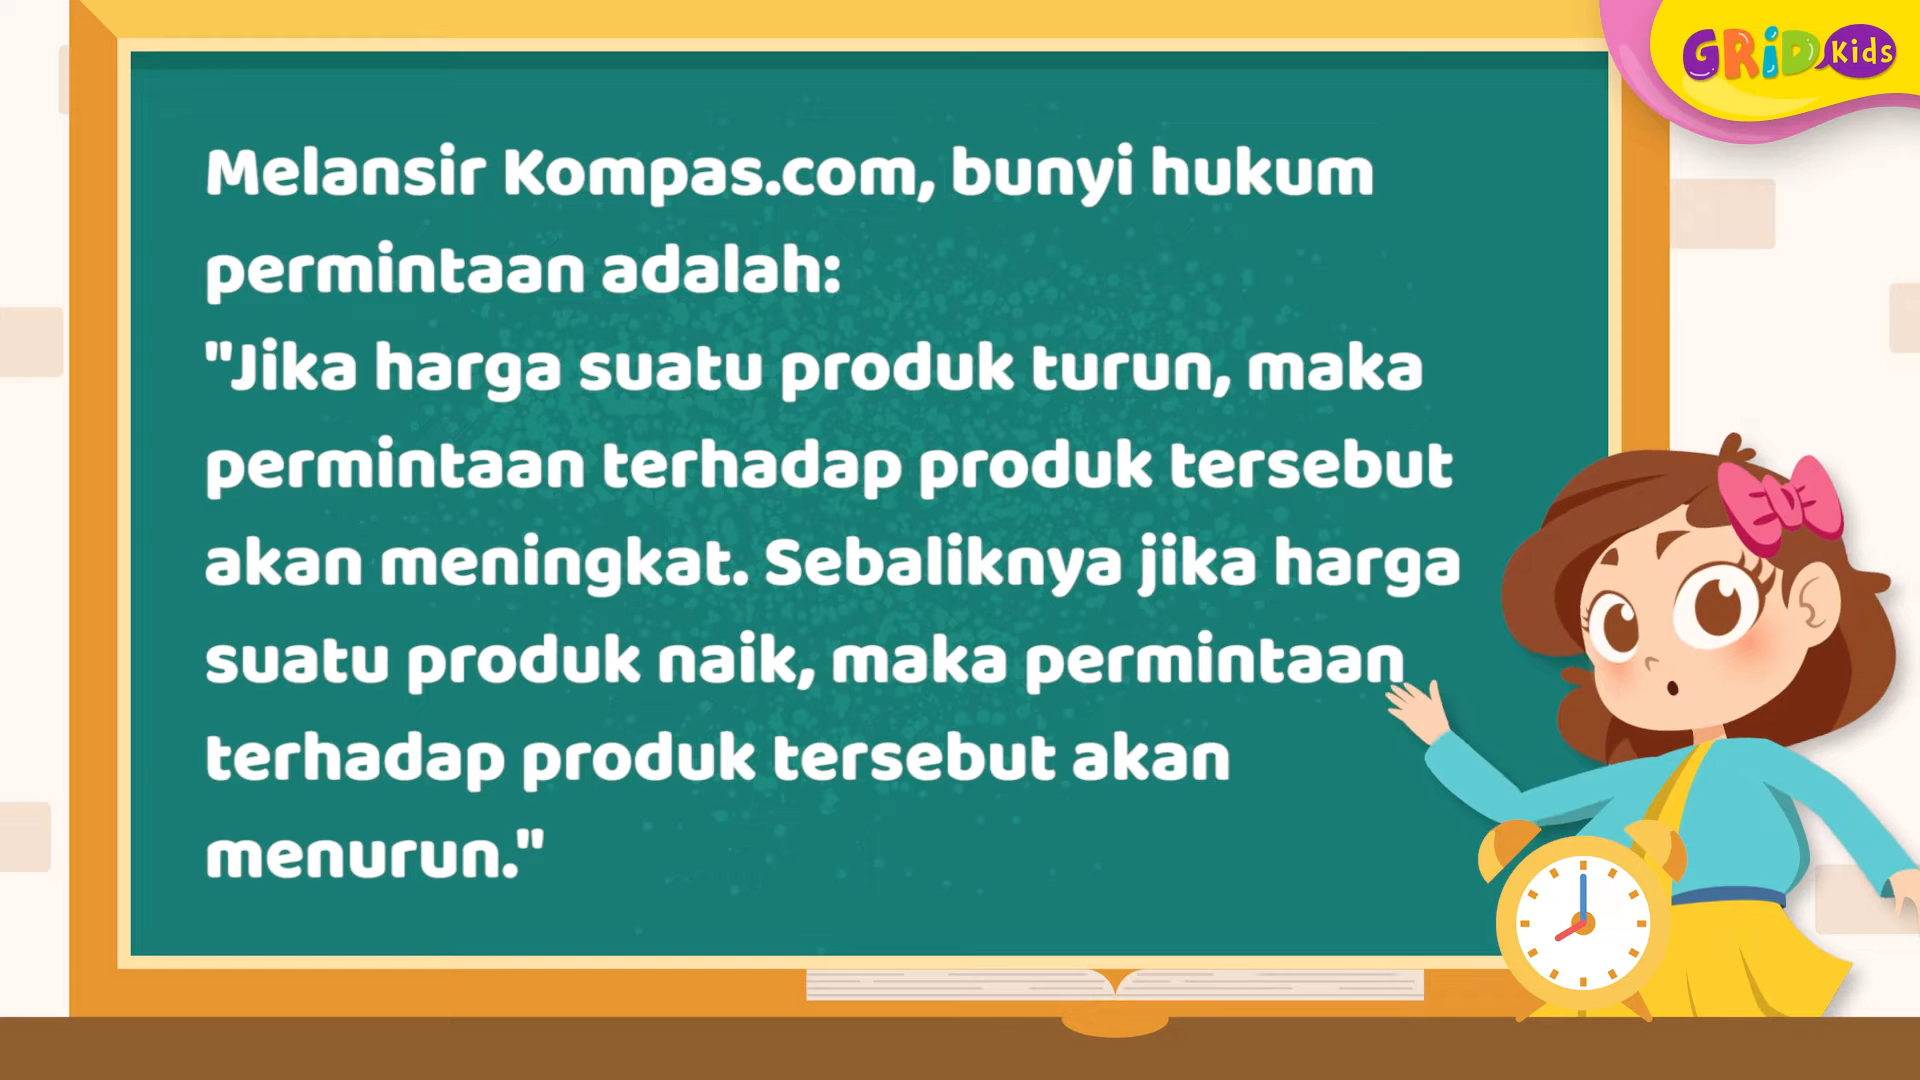 GRID Kids
Melansir Kompas.com, bunyi hukum
permintaan adalah:
"Jika harga suatu produk turun, maka
permintaan terhadap produk tersebut
akan meningkat. Sebaliknya jika harga
suatu produk naik, maka permintaan
terhadap produk tersebut akan
menurun."